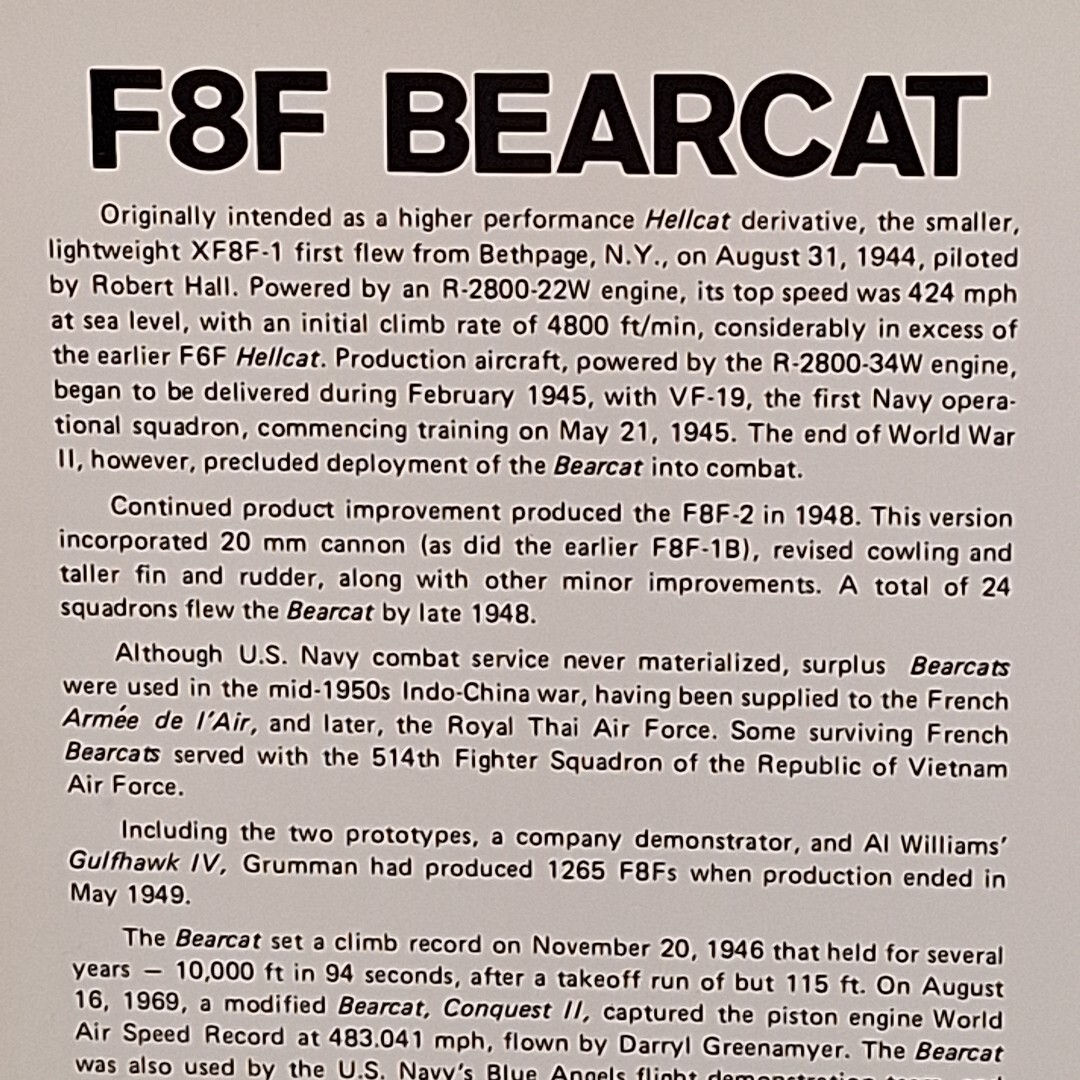 F8F BEARCAT
Originally intended as a higher performance Hellcat derivative, the smaller,
lightweight XF8F-1 first flew from Bethpage, N.Y., on August 31, 1944, piloted
by Robert Hall. Powered by an R-2800-22W engine, its top speed was 424 mph
at sea level, with an initial climb rate of 4800 ft/min, considerably in excess of
the earlier F6F Hellcat. Production aircraft, powered by the R-2800-34W engine,
began to be delivered during February 1945, with VF-19, the first Navy opera-
tional squadron, commencing training on May 21, 1945. The end of World War
II, however, precluded deployment of the Bearcat into combat.
Continued product improvement produced the F8F-2 in 1948. This version
incorporated 20 mm cannon (as did the earlier F8F-1B), revised cowling and
taller fin and rudder, along with other minor improvements. A total of 24
squadrons flew the Bearcat by late 1948.
Although U.S. Navy combat service never materialized, surplus Bearcats
were used in the mid-1950s Indo-China war, having been supplied to the French
Armée de l'Air, and later, the Royal Thai Air Force. Some surviving French
Bearcats served with the 514th Fighter Squadron of the Republic of Vietnam
Air Force.
Including the two prototypes, a company demonstrator, and Al Williams'
Gulfhawk IV, Grumman had produced 1265 F8Fs when production ended in
May 1949.
The Bearcat set a climb record on November 20, 1946 that held for several
years — 10,000 ft in 94 seconds, after a takeoff run of but 115 ft. On August
16, 1969, a modified Bearcat, Conquest II, captured the piston engine World
Air Speed Record at 483.041 mph, flown by Darryl Greenamyer. The Bearcat
was also used by the U.S. Navy's Blue Angels flight demonstration